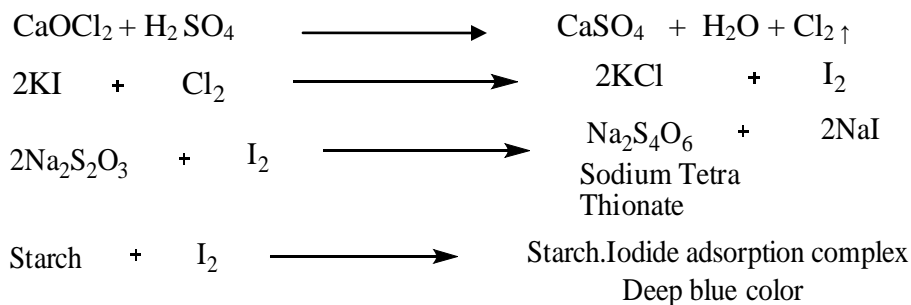 CaOCl₂ + H₂SO₄ → CaSO₄ + H₂O + Cl₂↑
2KI + Cl₂ → 2KCl + I₂
2Na₂S₂O₃ + I₂ → Na₂S₄O₆ + 2NaI
Sodium Tetra
Thionate
Starch + I₂ → Starch.Iodide adsorption complex
Deep blue color